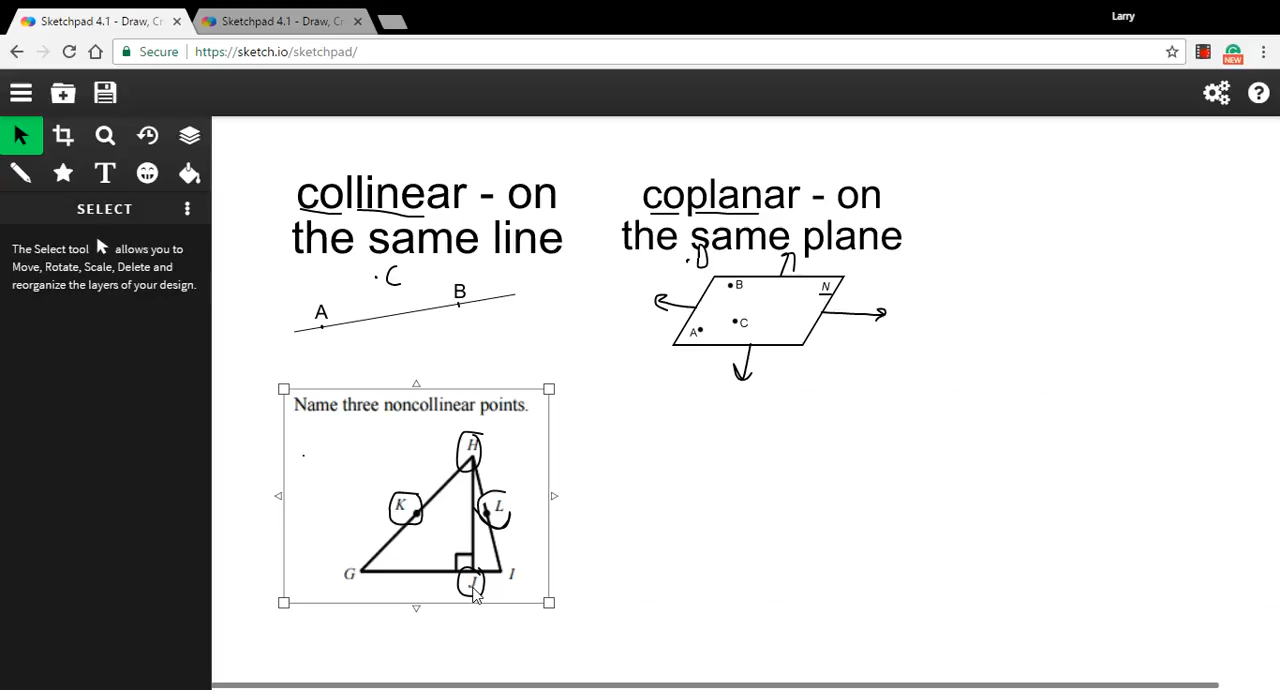 Sketchpad 4.1 - Draw, Cr
Sketchpad 4.1 - Draw, Cr
Larry
Secure
https://sketch.io/sketchpad/
NEW
SELECT
The Select tool allows you to
Move, Rotate, Scale, Delete and
reorganize the layers of your design.
collinear - on
the same line
.C
A
B
coplanar - on
the same plane
.D
B
N
A
C
Name three noncollinear points.
H
K
L
G
J
I